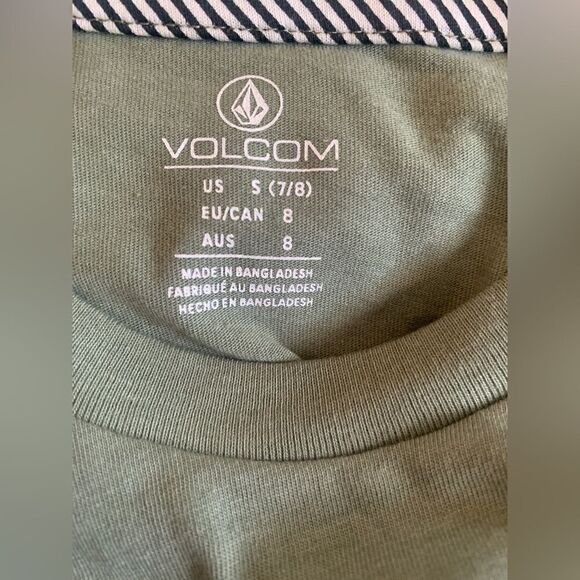 VOLCOM
US S (7/8)
EU/CAN 8
AUS 8
MADE IN BANGLADESH
FABRIQUÉ AU BANGLADESH
HECHO EN BANGLADESH